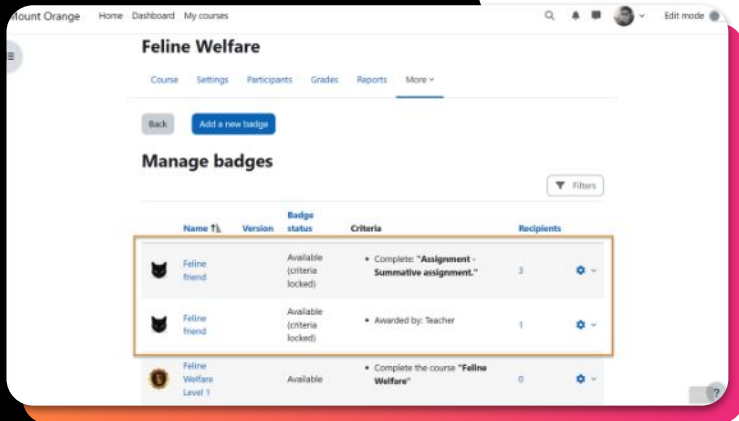 Mount Orange Home Dashboard My courses Edit mode
Feline Welfare
Course Settings Participants Grades Reports More
Back Add a new badge
Manage badges
Filters
Name Version Badge status Criteria Recipients
Feline friend
Available (criteria locked)
Complete: "Assignment - Summative assignment."
3
Feline friend
Available (criteria locked)
Awarded by: Teacher
1
Feline Welfare Level 1
Available
Complete the course "Feline Welfare"
0
?